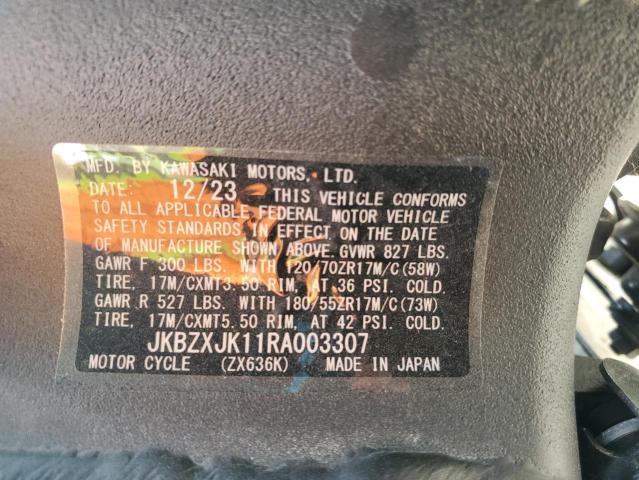 MFD. BY KAWASAKI MOTORS, LTD.
DATE: 12/23 THIS VEHICLE CONFORMS
TO ALL APPLICABLE FEDERAL MOTOR VEHICLE
SAFETY STANDARDS IN EFFECT ON THE DATE
OF MANUFACTURE SHOWN ABOVE. GVWR 827 LBS.
GAWR F 300 LBS. WITH 120/70ZR17M/C(58W)
TIRE, 17M/CXMT3.50 RIM, AT 36 PSI. COLD.
GAWR R 527 LBS. WITH 180/55ZR17M/C(73W)
TIRE, 17M/CXMT5.50 RIM, AT 42 PSI. COLD.
JKBZXJK11RA003307
MOTOR CYCLE (ZX636K) MADE IN JAPAN